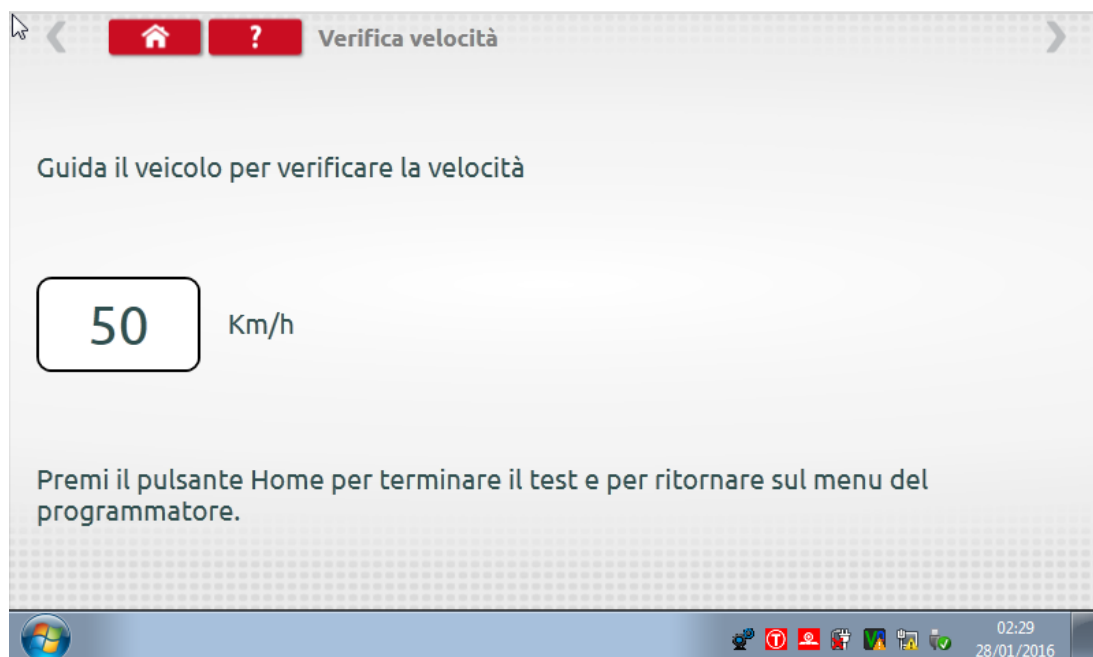 ? Verifica velocità
Guida il veicolo per verificare la velocità
50 Km/h
Premi il pulsante Home per terminare il test e per ritornare sul menu del
programmatore.
02:29
28/01/2016